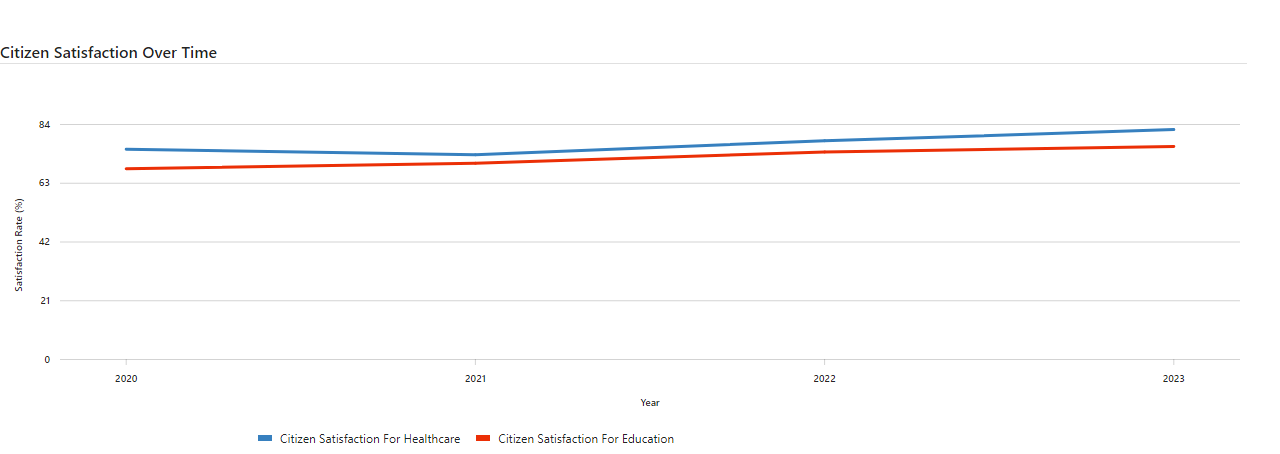 Citizen Satisfaction Over Time
84
63
42
21
0
Satisfaction Rate (%)
2020 2021 2022 2023
Year
Citizen Satisfaction For Healthcare Citizen Satisfaction For Education